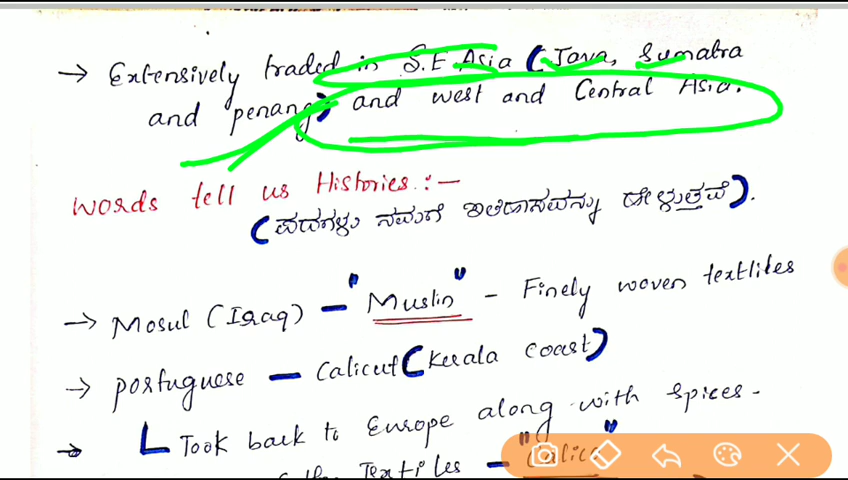 → Extensively traded in S.E Asia (Java, Sumatra
and penang) and west and Central Asia.
Words tell us Histories:-
(ಪದಗಳು ನಮಗೆ ಇತಿಹಾಸವನ್ನು ಹೇಳುತ್ತವೆ).
→ Mosul (Iraq) - "Muslin" - Finely woven textiles
→ portuguese - Calicut (Kerala coast)
→ Took back to Europe along with spices-
Textiles - "Calico"